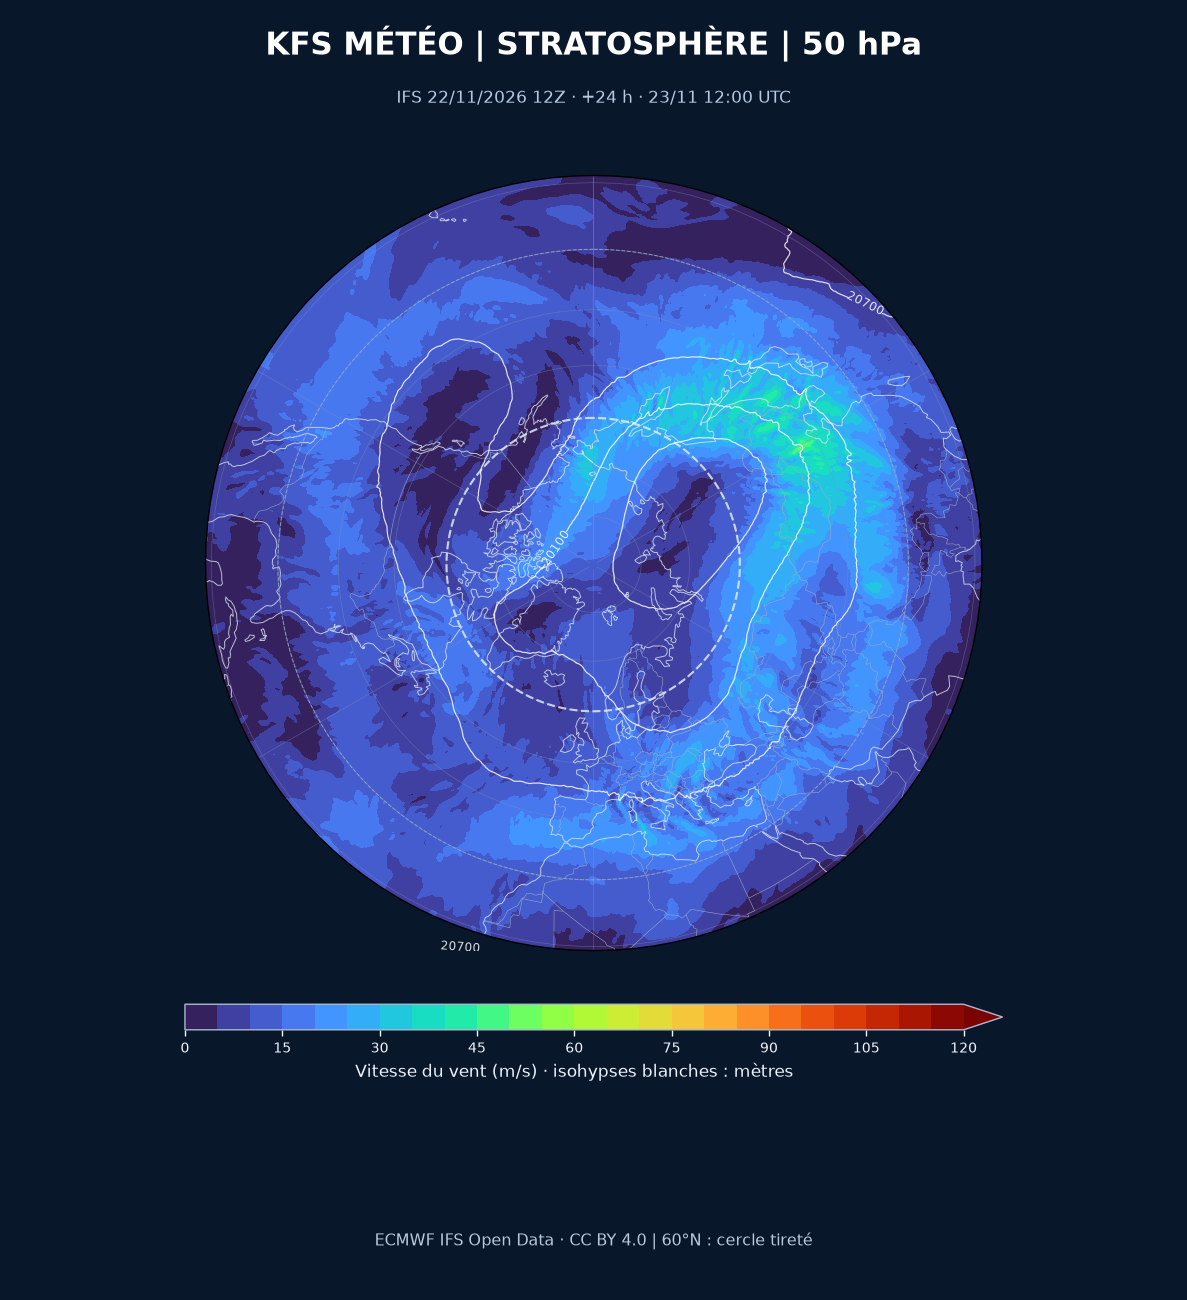 KFS MÉTÉO | STRATOSPHÈRE | 50 hPa
IFS 22/11/2026 12Z · +24 h · 23/11 12:00 UTC
20700
20100
20700
0 15 30 45 60 75 90 105 120
Vitesse du vent (m/s) · isohypses blanches : mètres
ECMWF IFS Open Data · CC BY 4.0 | 60°N : cercle tireté